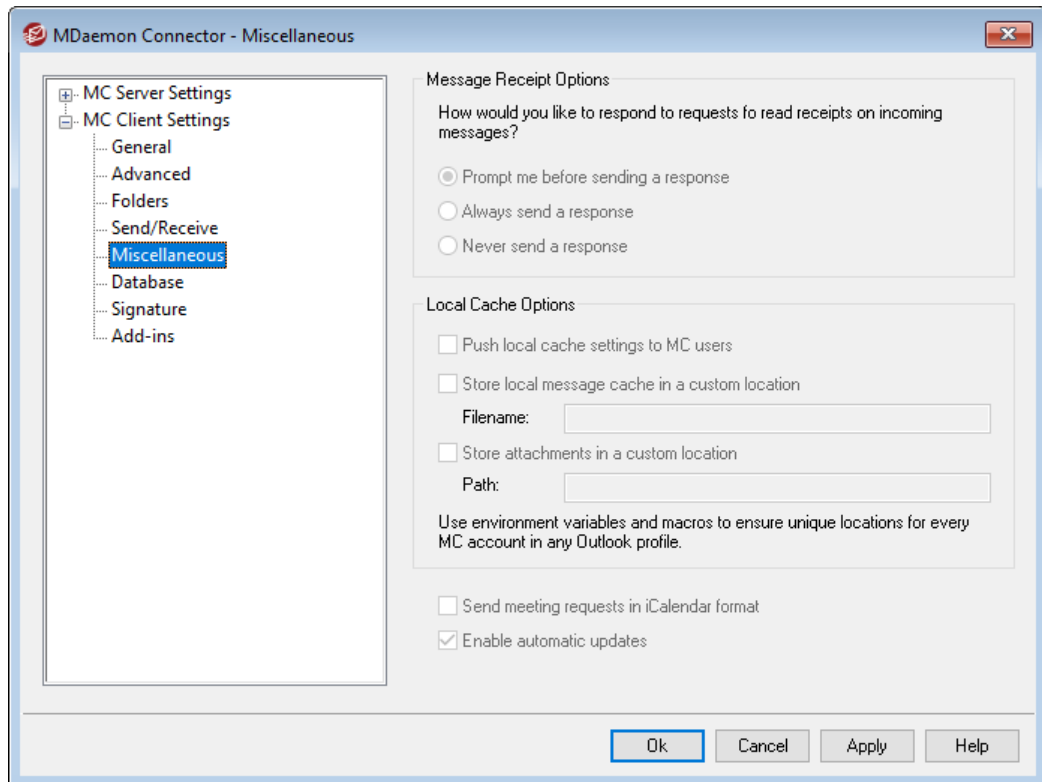 MDaemon Connector - Miscellaneous
MC Server Settings
MC Client Settings
General
Advanced
Folders
Send/Receive
Miscellaneous
Database
Signature
Add-ins
Message Receipt Options
How would you like to respond to requests fo read receipts on incoming
messages?
Prompt me before sending a response
Always send a response
Never send a response
Local Cache Options
Push local cache settings to MC users
Store local message cache in a custom location
Filename:
Store attachments in a custom location
Path:
Use environment variables and macros to ensure unique locations for every
MC account in any Outlook profile.
Send meeting requests in iCalendar format
Enable automatic updates
Ok Cancel Apply Help